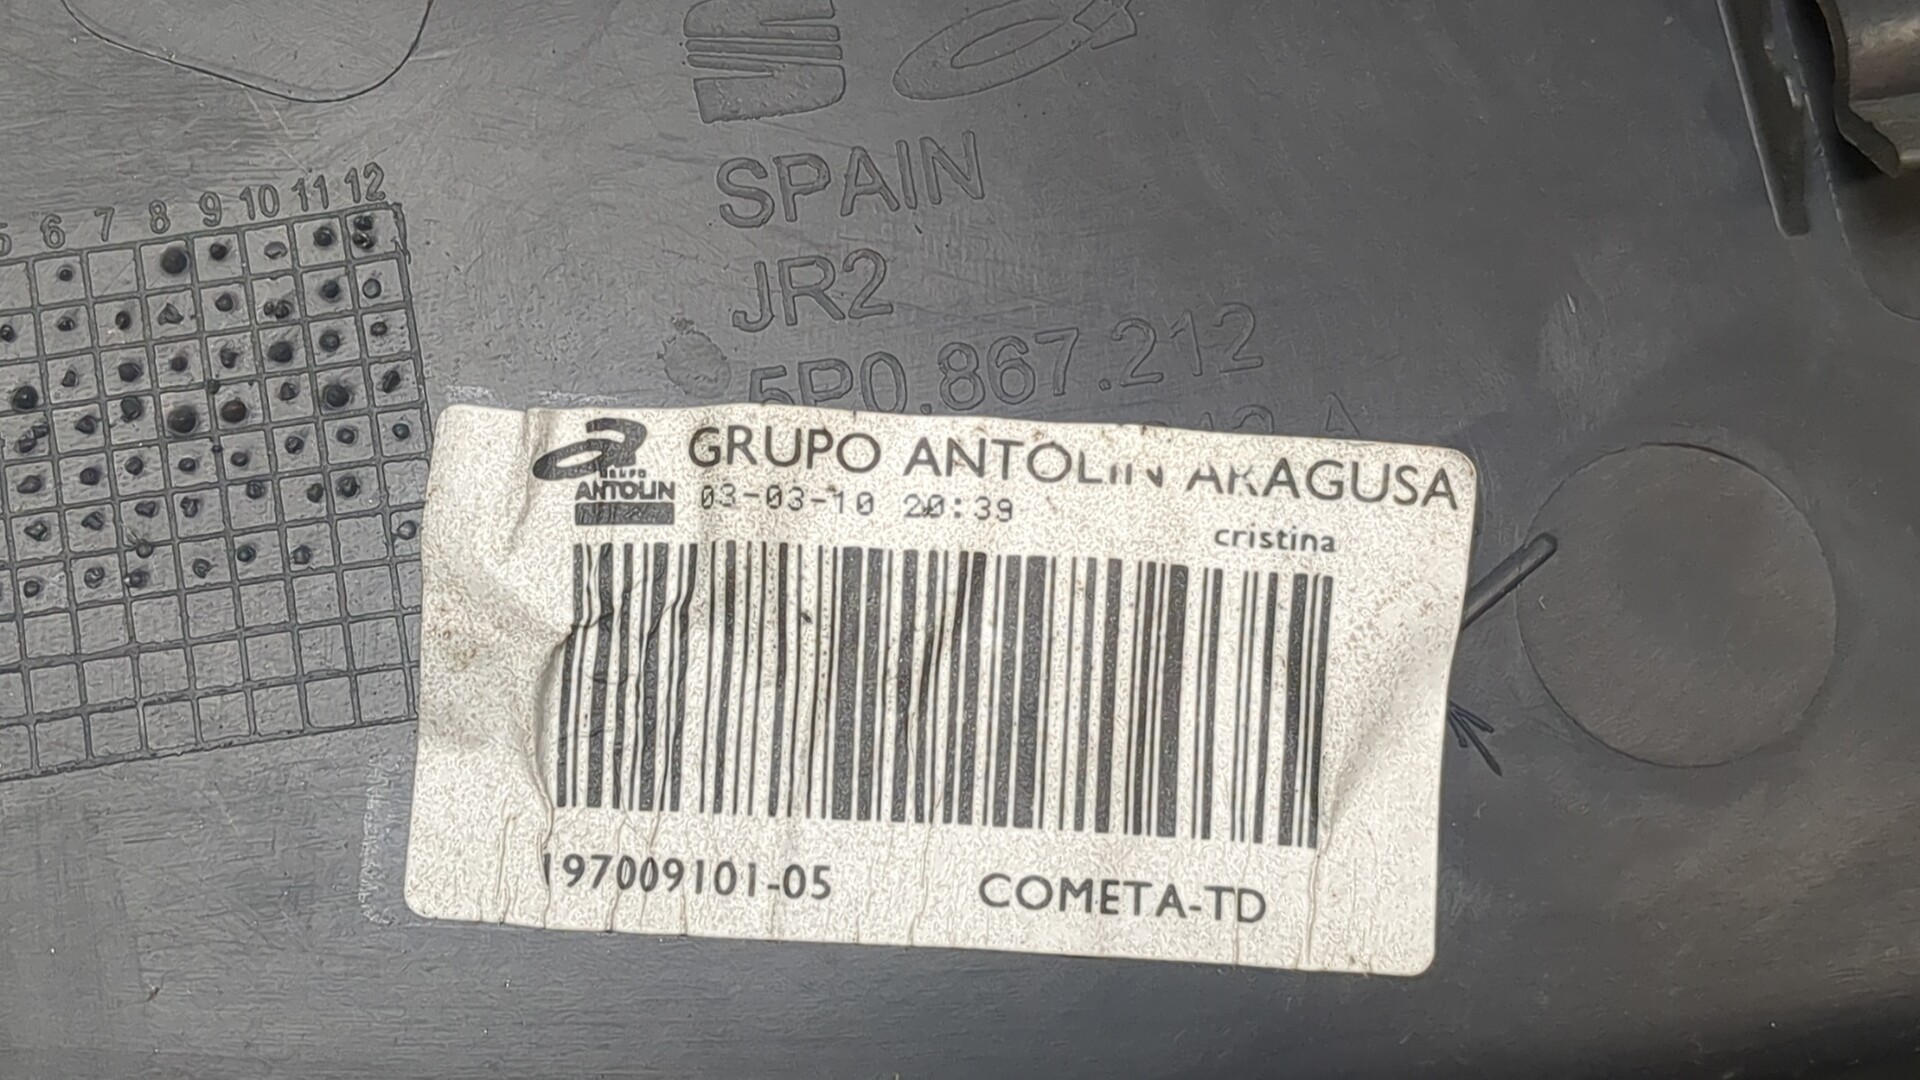 6 7 8 9 10 11 12
SPAIN
JR2
5P0.867.212
GRUPO
ANTOLIN
GRUPO ANTOLIN ARAGUSA
03-03-10 20:39
cristina
197009101-05
COMETA-TD